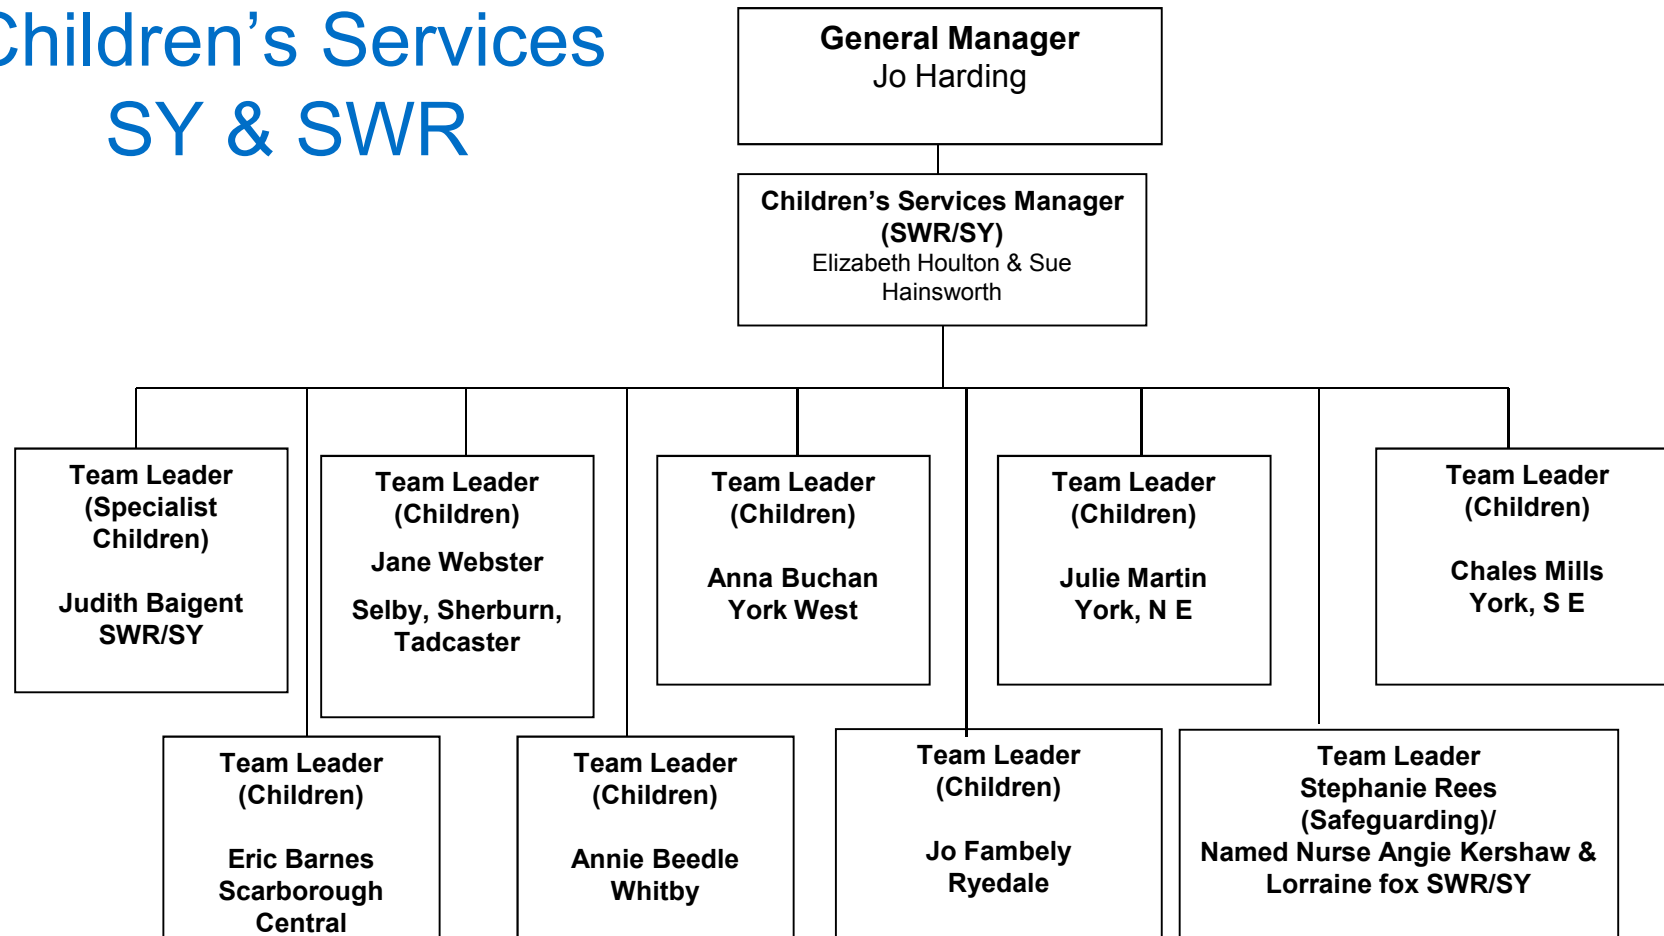 Children’s Services
SY & SWR
General Manager
Jo Harding
Children’s Services Manager
(SWR/SY)
Elizabeth Houlton & Sue
Hainsworth
Team Leader
(Specialist
Children)
Judith Baigent
SWR/SY
Team Leader
(Children)
Jane Webster
Selby, Sherburn,
Tadcaster
Team Leader
(Children)
Anna Buchan
York West
Team Leader
(Children)
Julie Martin
York, N E
Team Leader
(Children)
Chales Mills
York, S E
Team Leader
(Children)
Eric Barnes
Scarborough
Central
Team Leader
(Children)
Annie Beedle
Whitby
Team Leader
(Children)
Jo Fambely
Ryedale
Team Leader
Stephanie Rees
(Safeguarding)/
Named Nurse Angie Kershaw &
Lorraine fox SWR/SY